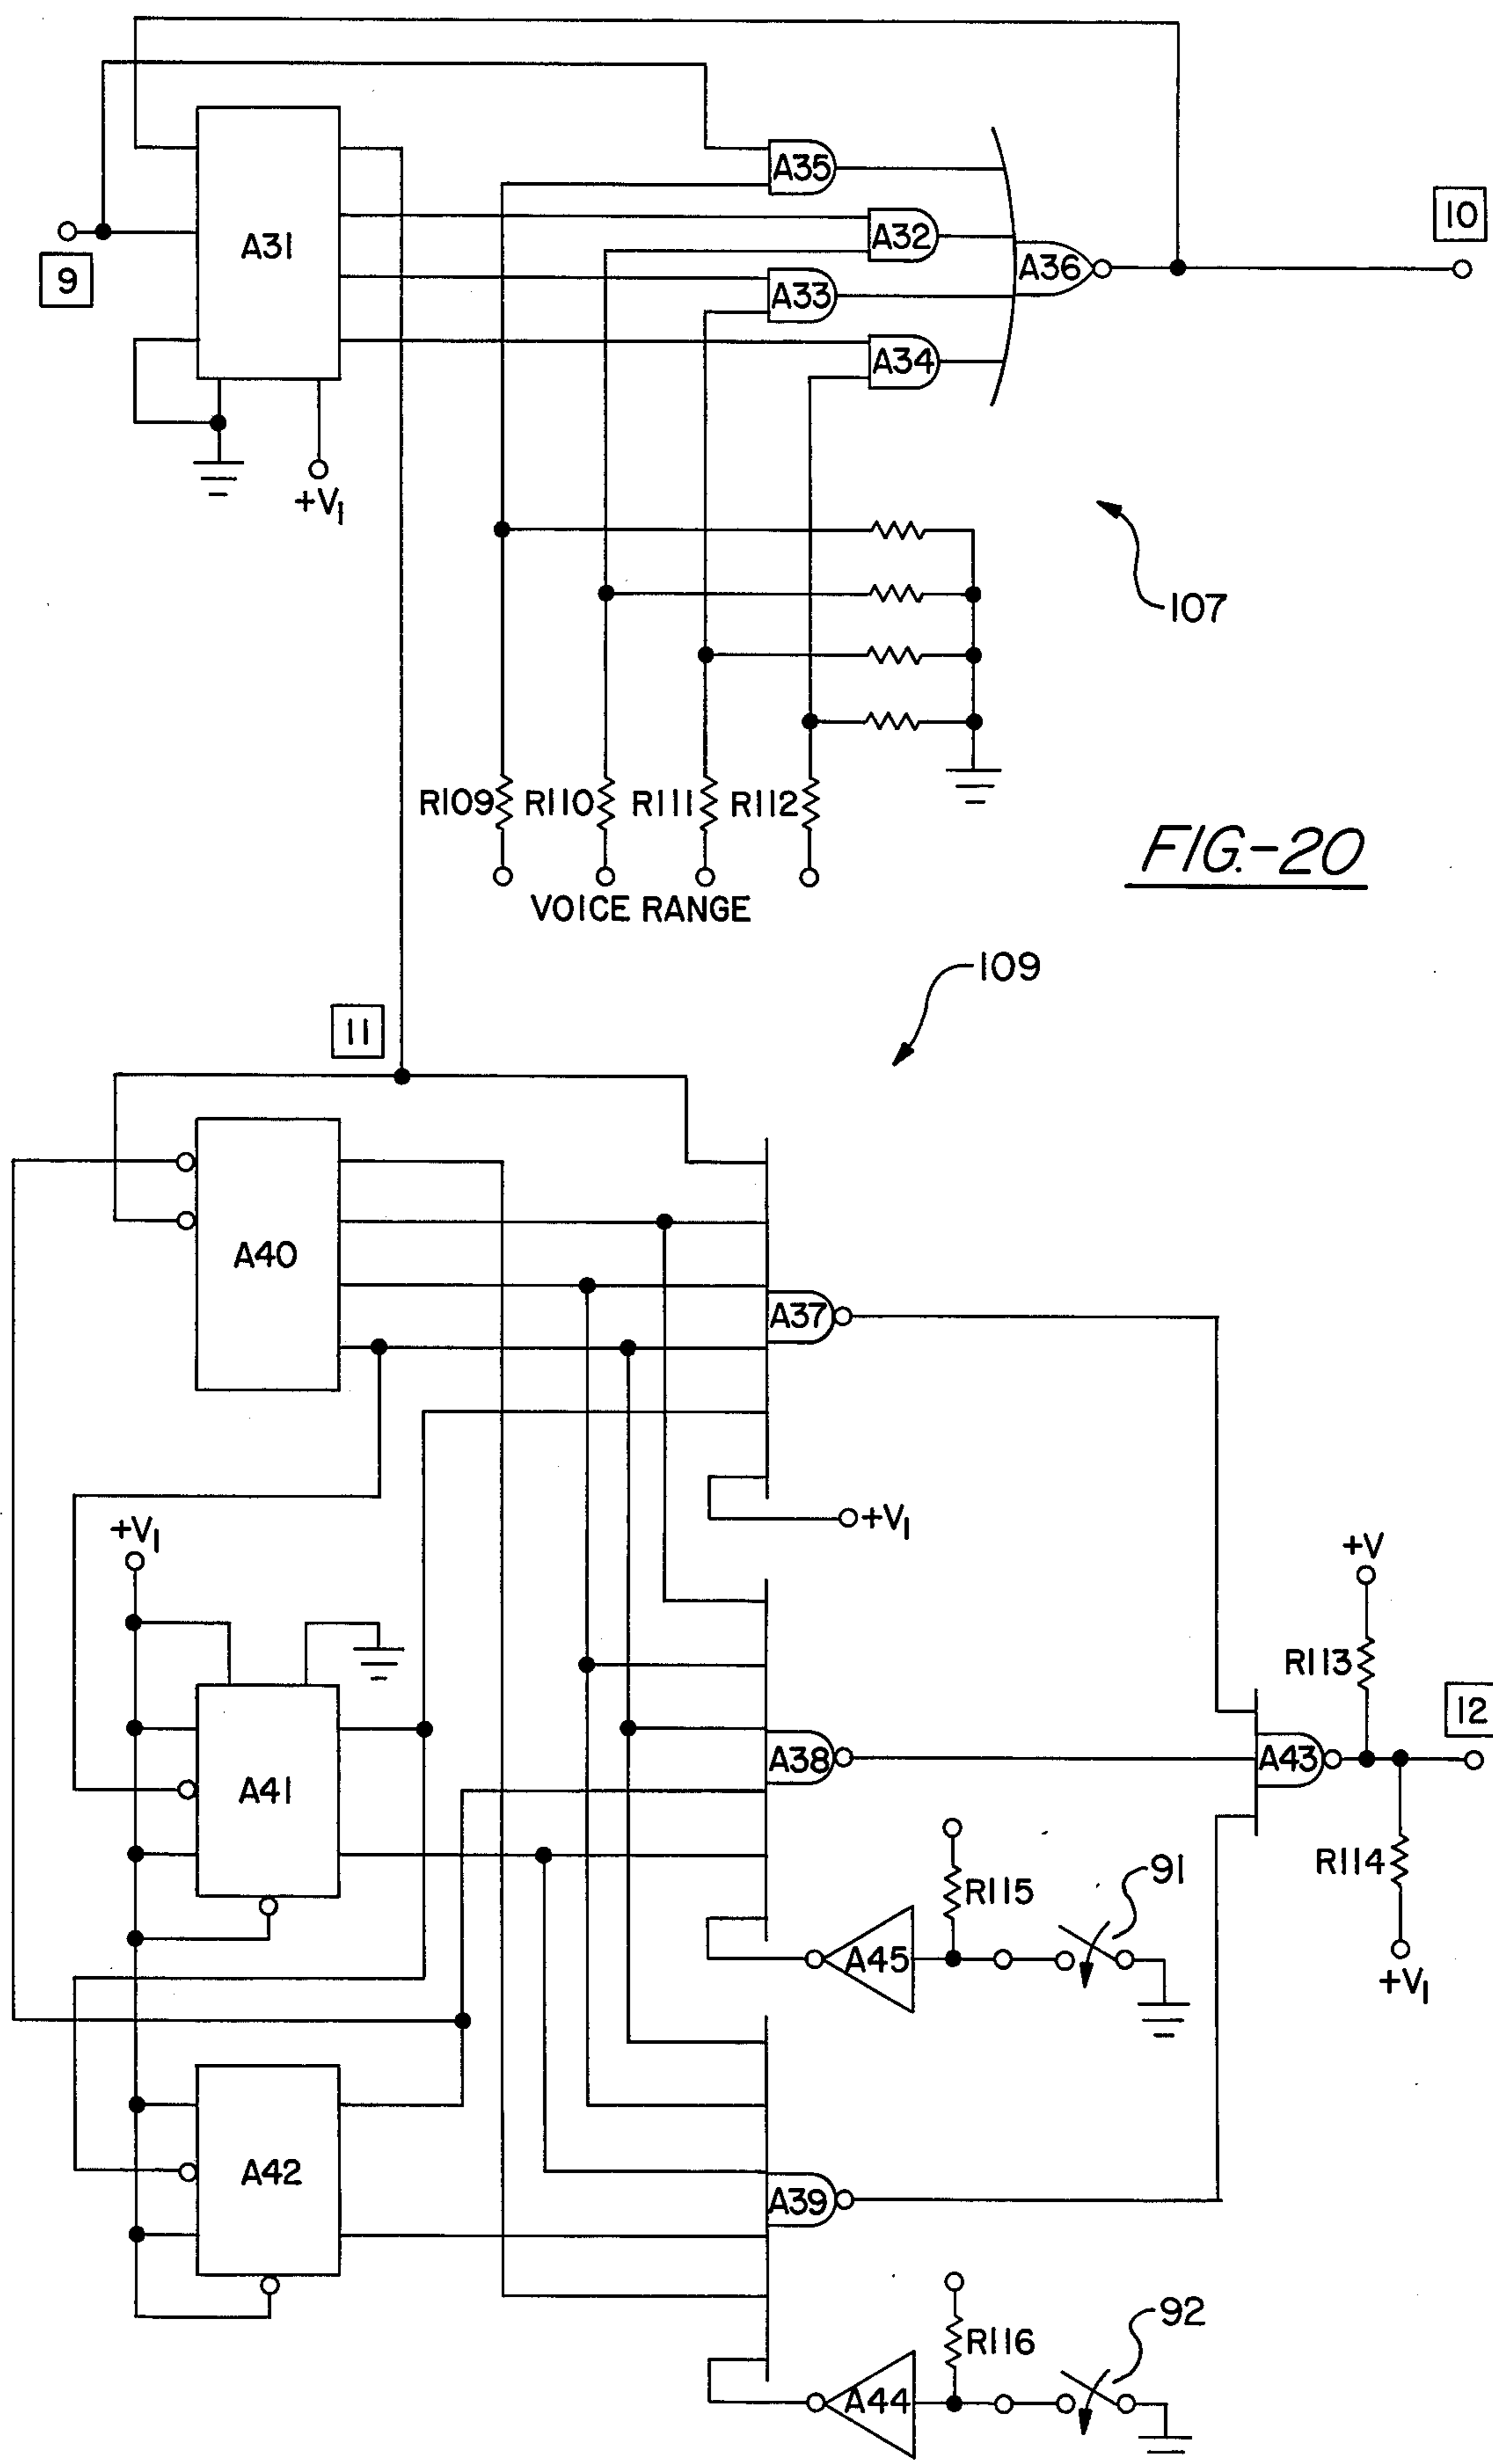 A35
10
A32
A31
A36
9
A33
A34
+V1
107
R109
R110
R111
R112
FIG.-20
VOICE RANGE
109
11
A40
A37
+V1
+V1
+V
R113
12
A38
A43
A41
91
R114
R115
A45
+V1
A42
A39
92
R116
A44